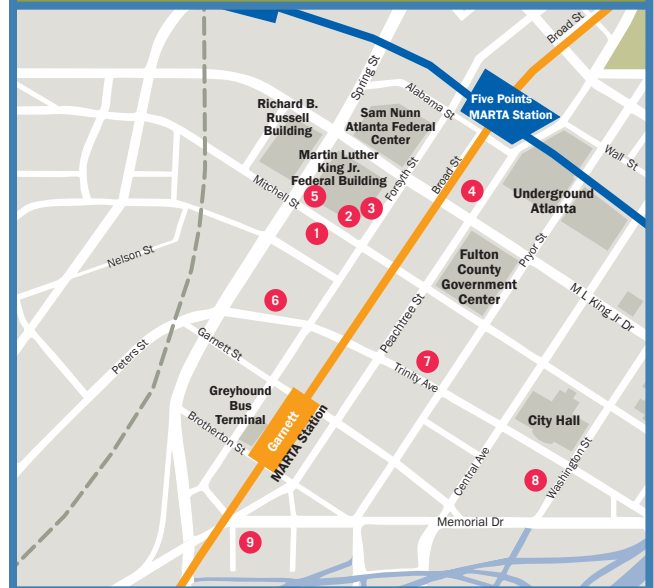 Broad St
Spring St
Alabama St
Five Points
MARTA Station
Richard B.
Russell
Building
Sam Nunn
Atlanta Federal
Center
Wall St
Martin Luther
King Jr.
Federal Building
Forsyth St
Broad St
Mitchell St
5
4
Underground
Atlanta
2
3
1
Nelson St
Pryor St
Fulton
County
Government
Center
M L King Jr Dr
6
Peachtree St
Peters St
Garnett St
7
Trinity Ave
Greyhound
Bus
Terminal
Brotherton St
Garnett
MARTA Station
City Hall
Central Ave
Washington St
8
Memorial Dr
9